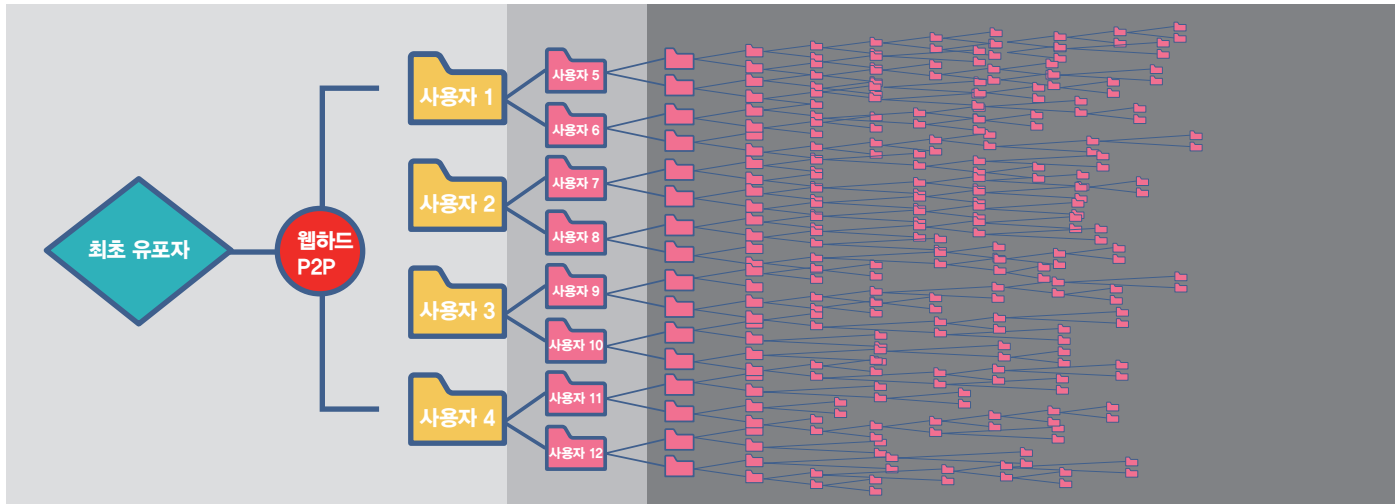 최초 유포자
웹하드
P2P
사용자 1
사용자 2
사용자 3
사용자 4
사용자 5
사용자 6
사용자 7
사용자 8
사용자 9
사용자 10
사용자 11
사용자 12